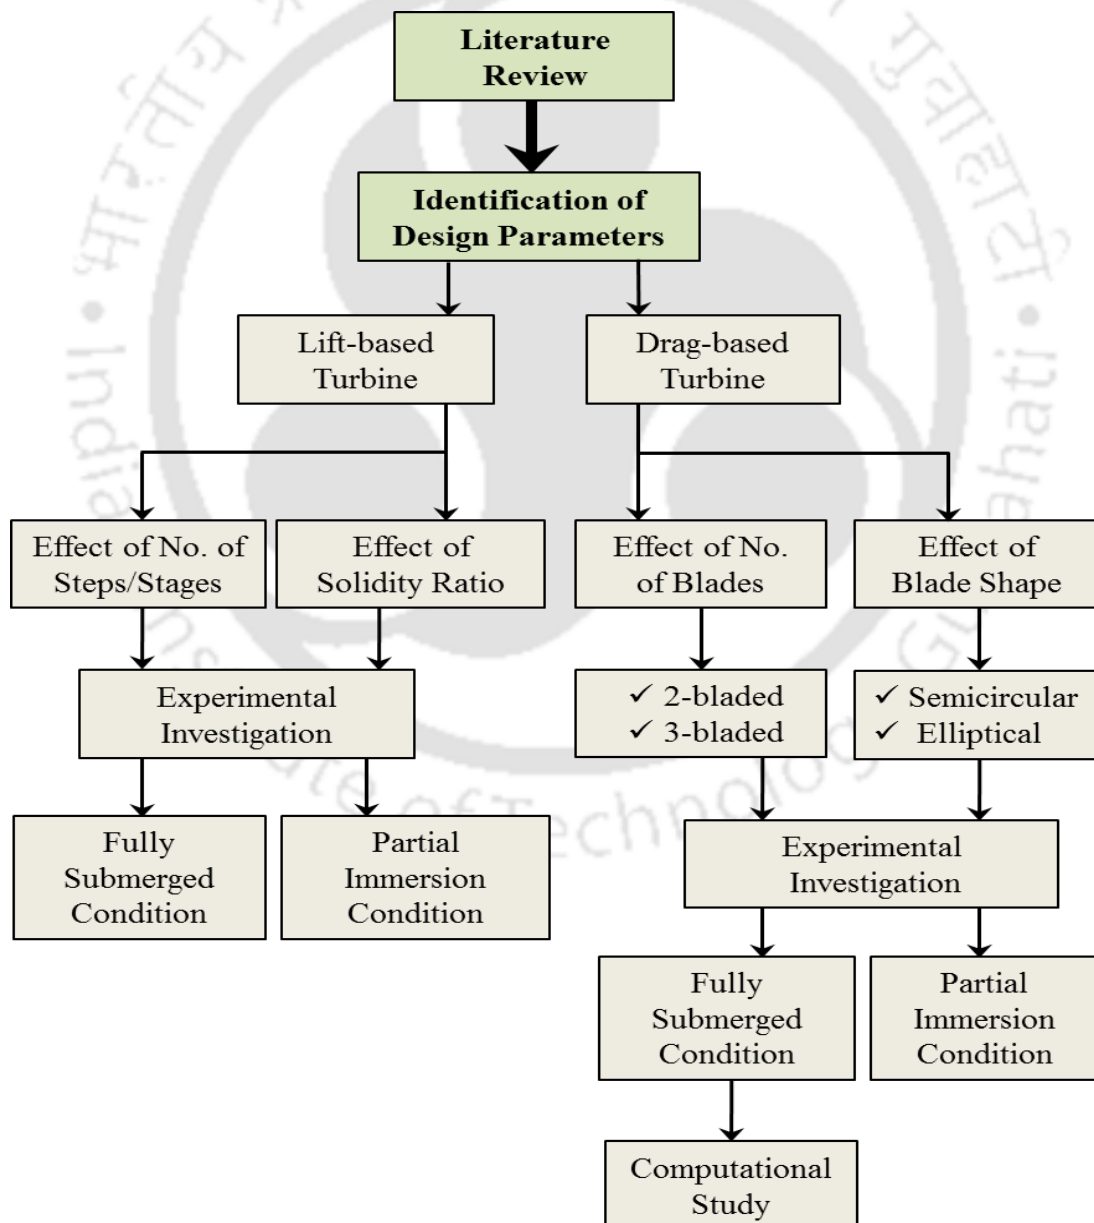 Literature
Review
Identification of
Design Parameters
Lift-based
Turbine
Drag-based
Turbine
Effect of No. of
Steps/Stages
Effect of
Solidity Ratio
Effect of No.
of Blades
Effect of
Blade Shape
Experimental
Investigation
✓ 2-bladed
✓ 3-bladed
✓ Semicircular
✓ Elliptical
Fully
Submerged
Condition
Partial
Immersion
Condition
Experimental
Investigation
Fully
Submerged
Condition
Partial
Immersion
Condition
Computational
Study